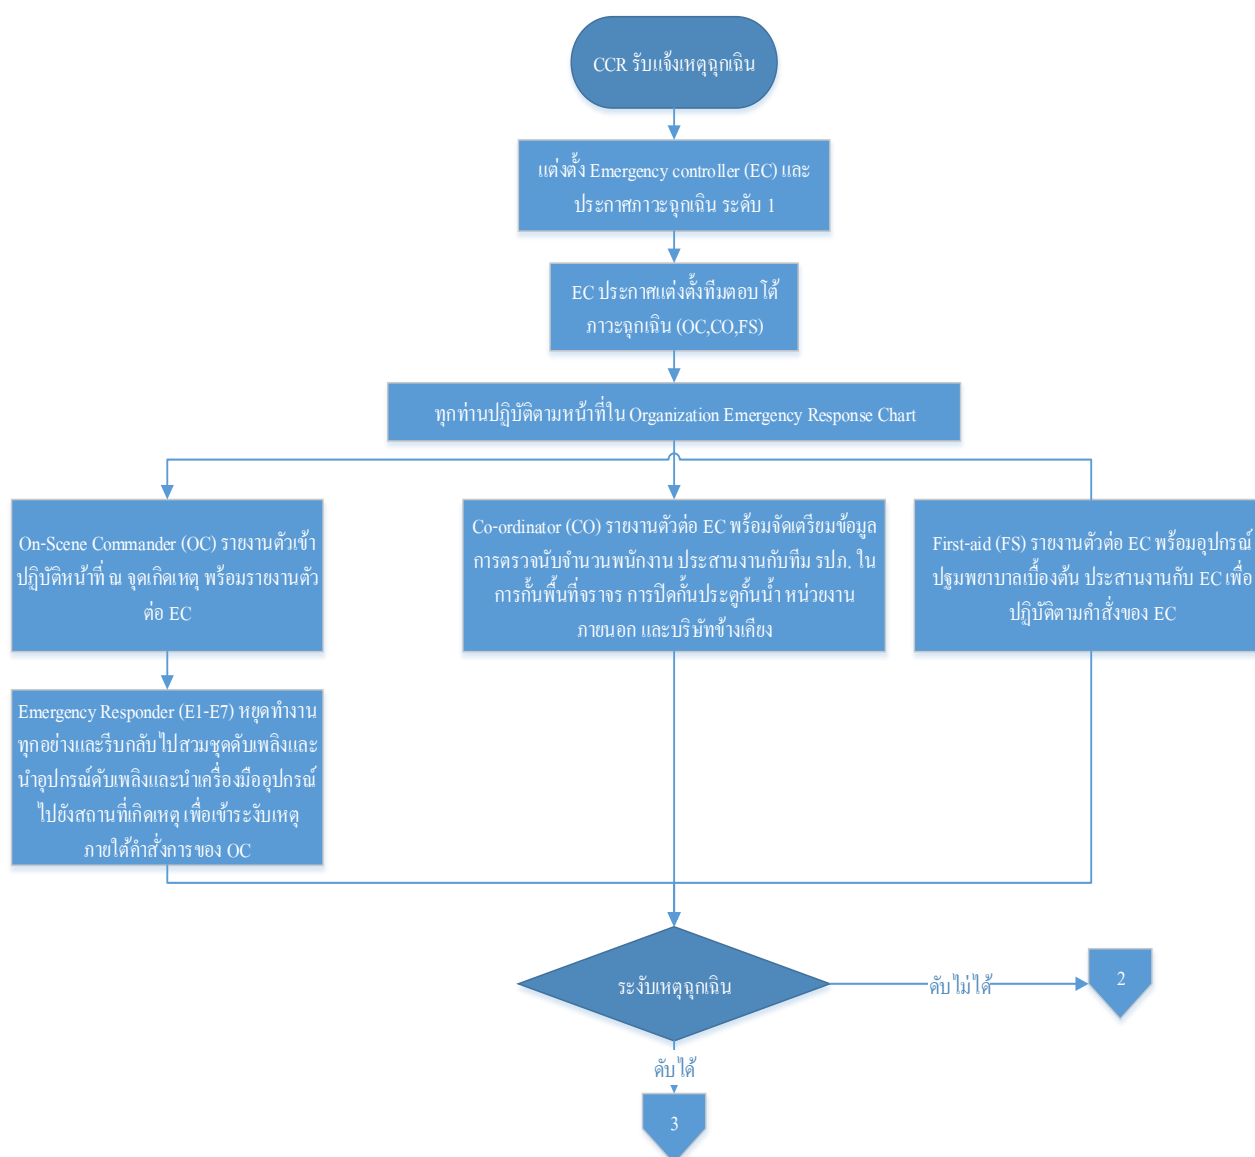 CCR รับแจ้งเหตุฉุกเฉิน
แต่งตั้ง Emergency controller (EC) และ
ประกาศภาวะฉุกเฉิน ระดับ 1
EC ประกาศแต่งตั้งทีมตอบโต้
ภาวะฉุกเฉิน (OC,CO,FS)
ทุกท่านปฏิบัติตามหน้าที่ใน Organization Emergency Response Chart
On-Scene Commander (OC) รายงานตัวเข้า
ปฏิบัติหน้าที่ ณ จุดเกิดเหตุ พร้อมรายงานตัว
ต่อ EC
Co-ordinator (CO) รายงานตัวต่อ EC พร้อมจัดเตรียมข้อมูล
การตรวจนับจำนวนพนักงาน ประสานงานกับทีม รปภ. ใน
การกั้นพื้นที่จราจร การปิดกั้นประตูกั้นน้ำ หน่วยงาน
ภายนอก และบริษัทข้างเคียง
First-aid (FS) รายงานตัวต่อ EC พร้อมอุปกรณ์
ปฐมพยาบาลเบื้องต้น ประสานงานกับ EC เพื่อ
ปฏิบัติตามคำสั่งของ EC
Emergency Responder (E1-E7) หยุดทำงาน
ทุกอย่างและรีบกลับไปสวมชุดดับเพลิงและ
นำอุปกรณ์ดับเพลิงและนำเครื่องมืออุปกรณ์
ไปยังสถานที่เกิดเหตุ เพื่อเข้าระงับเหตุ
ภายใต้คำสั่งการของ OC
ระงับเหตุฉุกเฉิน
ดับไม่ได้
2
ดับได้
3